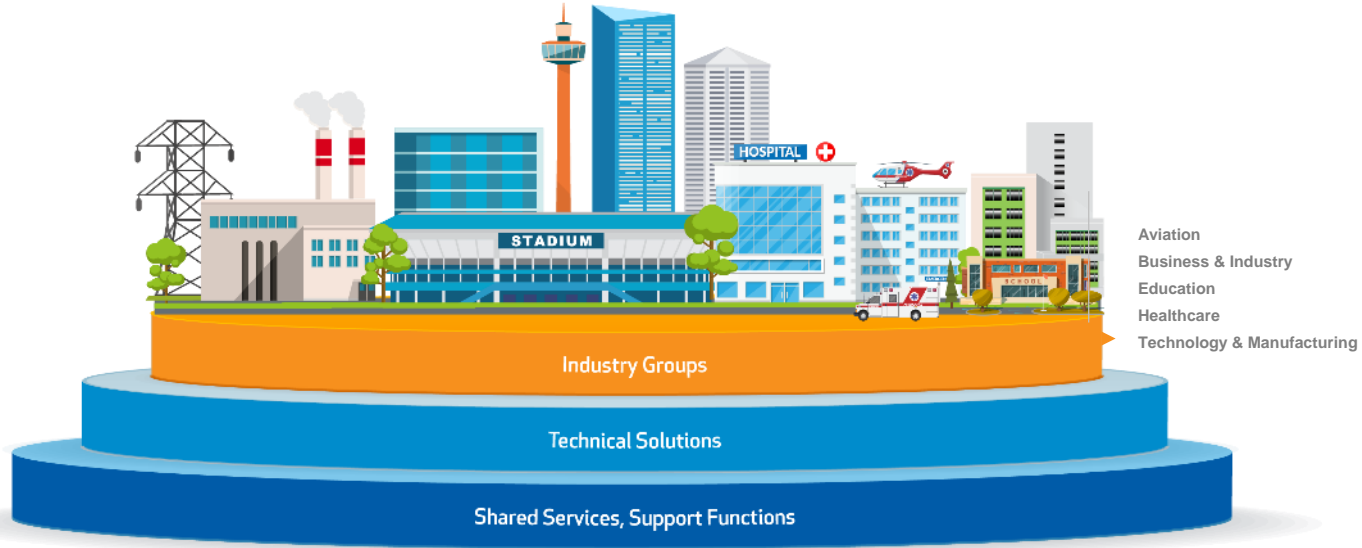 HOSPITAL
STADIUM
SCHOOL
Aviation
Business & Industry
Education
Healthcare
Technology & Manufacturing
Industry Groups
Technical Solutions
Shared Services, Support Functions